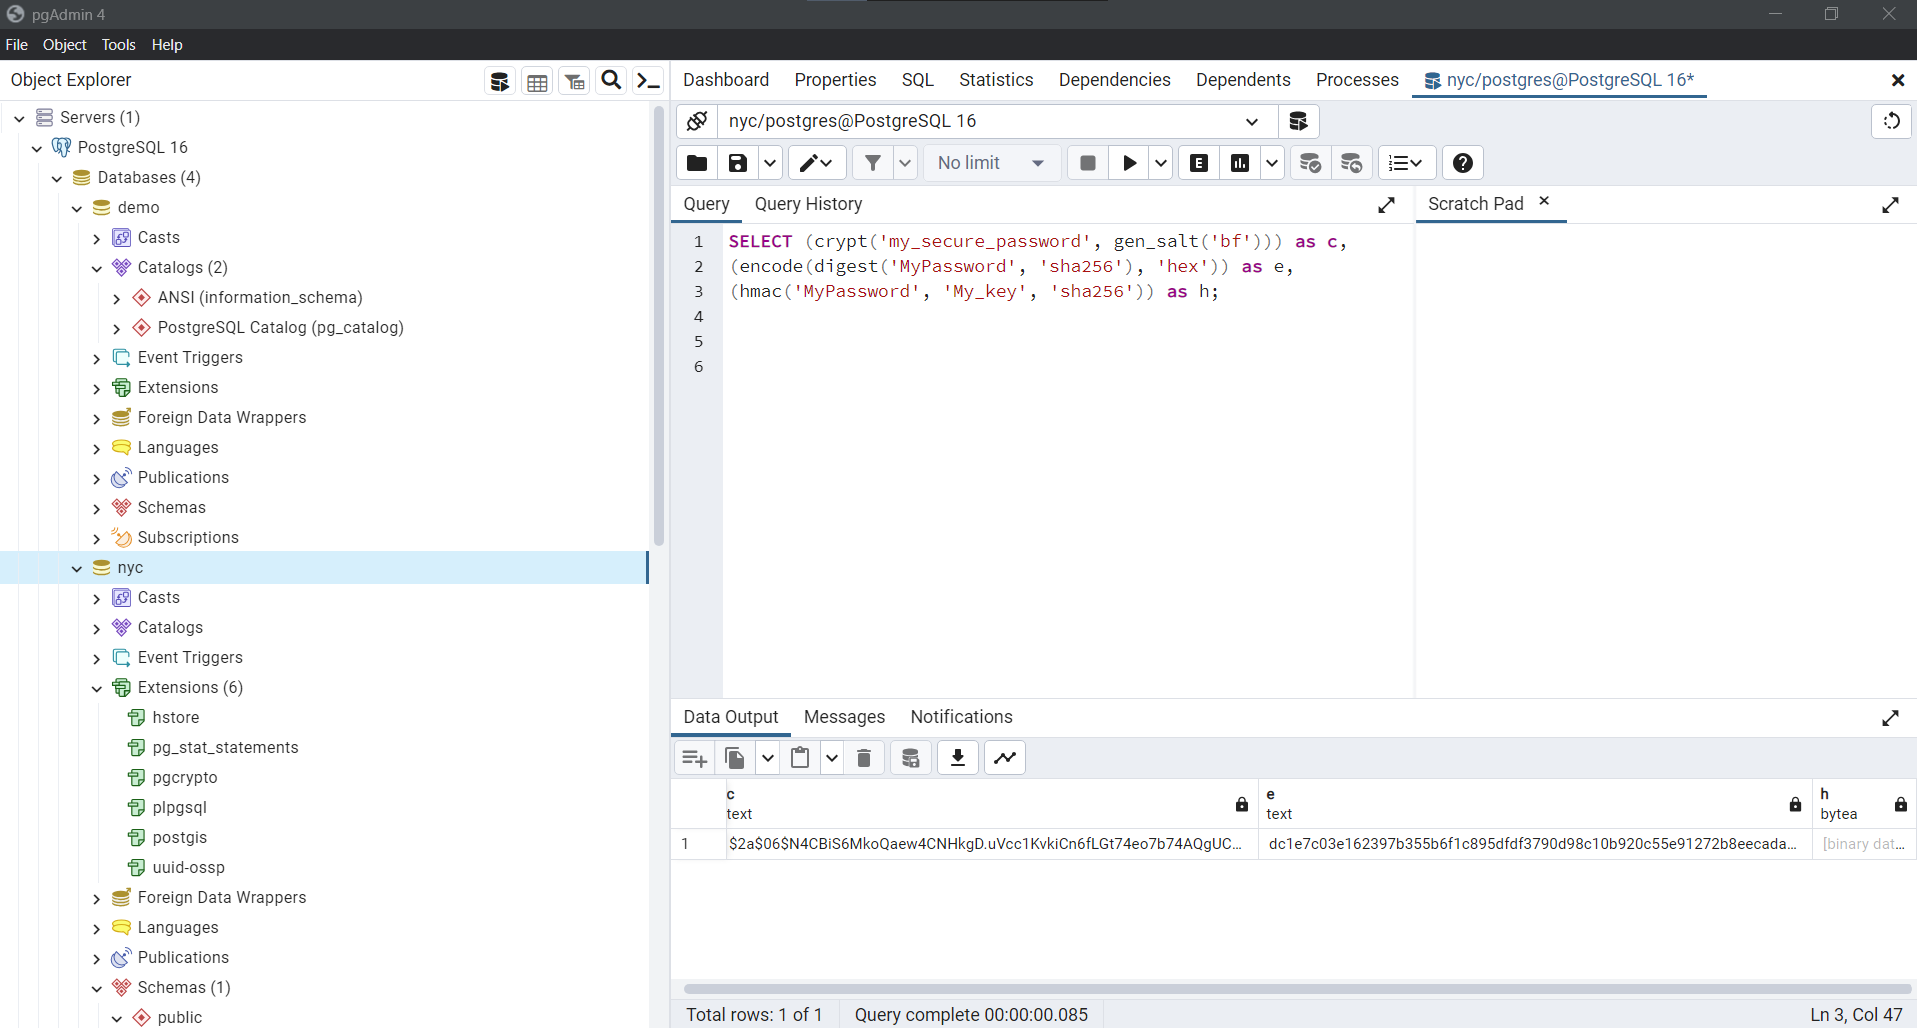 pgAdmin 4
File Object Tools Help
Object Explorer
Servers (1)
PostgreSQL 16
Databases (4)
demo
Casts
Catalogs (2)
ANSI (information_schema)
PostgreSQL Catalog (pg_catalog)
Event Triggers
Extensions
Foreign Data Wrappers
Languages
Publications
Schemas
Subscriptions
nyc
Casts
Catalogs
Event Triggers
Extensions (6)
hstore
pg_stat_statements
pgcrypto
plpgsql
postgis
uuid-ossp
Foreign Data Wrappers
Languages
Publications
Schemas (1)
public
Dashboard Properties SQL Statistics Dependencies Dependents Processes nyc/postgres@PostgreSQL 16*
nyc/postgres@PostgreSQL 16
No limit
E
Query Query History
Scratch Pad
1 SELECT (crypt('my_secure_password', gen_salt('bf'))) as c,
2 (encode(digest('MyPassword', 'sha256'), 'hex')) as e,
3 (hmac('MyPassword', 'My_key', 'sha256')) as h;
4
5
6
Data Output Messages Notifications
c e h
text text bytea
1 $2a$06$N4CBiS6MkoQaew4CNHkgD.uVcc1KvkiCn6fLGt74eo7b74AQgUC... dc1e7c03e162397b355b6f1c895dfdf3790d98c10b920c55e91272b8eecada... [binary dat...
Total rows: 1 of 1 Query complete 00:00:00.085 Ln 3, Col 47